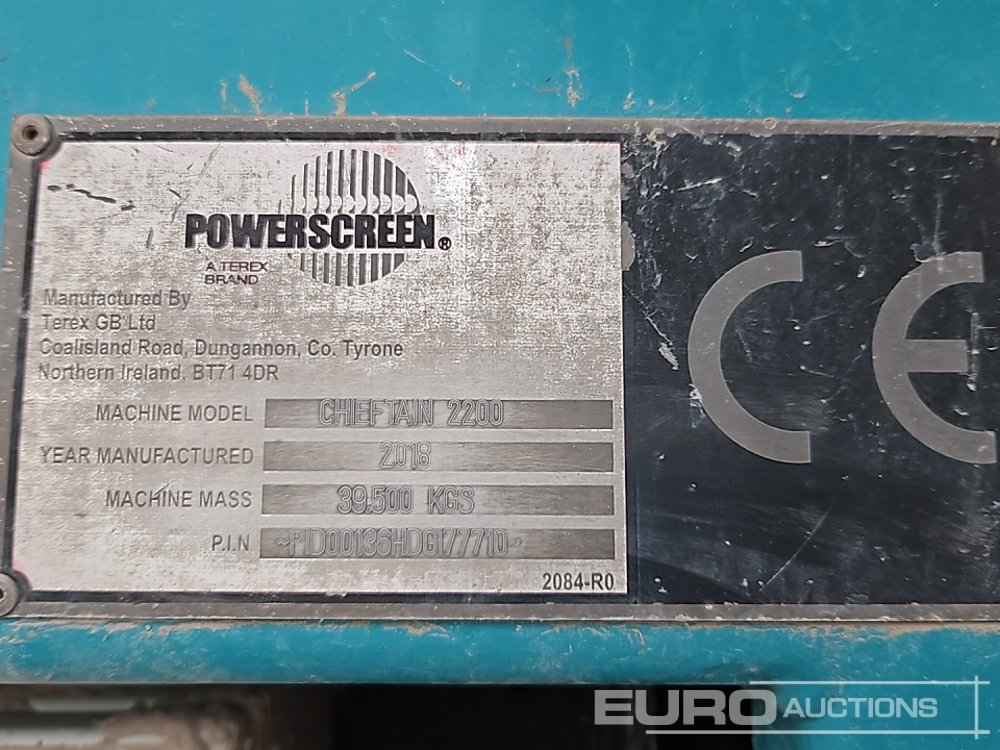 POWERSCREEN®
A TEREX
BRAND
Manufactured By
Terex GB Ltd
Coalisland Road, Dungannon, Co. Tyrone
Northern Ireland, BT71 4DR
MACHINE MODEL CHIEFTAIN 2200
YEAR MANUFACTURED 2018
MACHINE MASS 39,500 KGS
P.I.N ~PID00136HDGI77710~
2084-R0
CE
EURO AUCTIONS